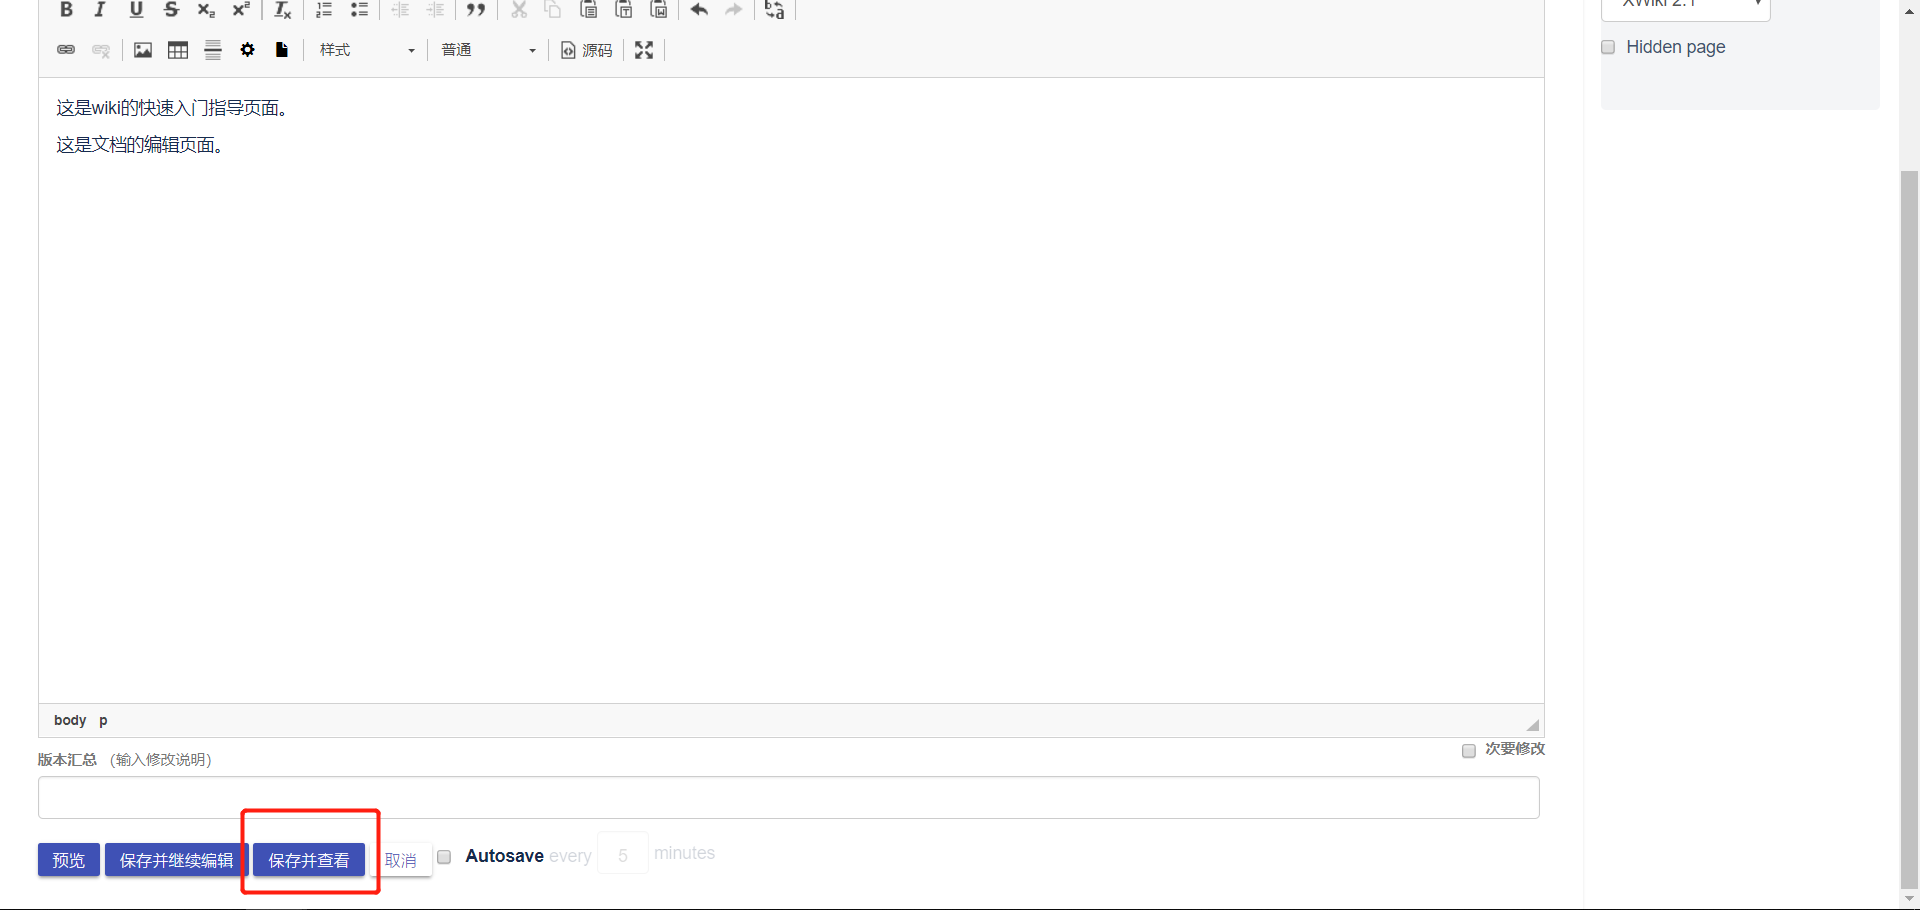 XWiki 2.1
Hidden page
样式 普通 源码
这是wiki的快速入门指导页面。
这是文档的编辑页面。
body p
版本汇总 (输入修改说明)
次要修改
预览 保存并继续编辑 保存并查看 取消 Autosave every 5 minutes